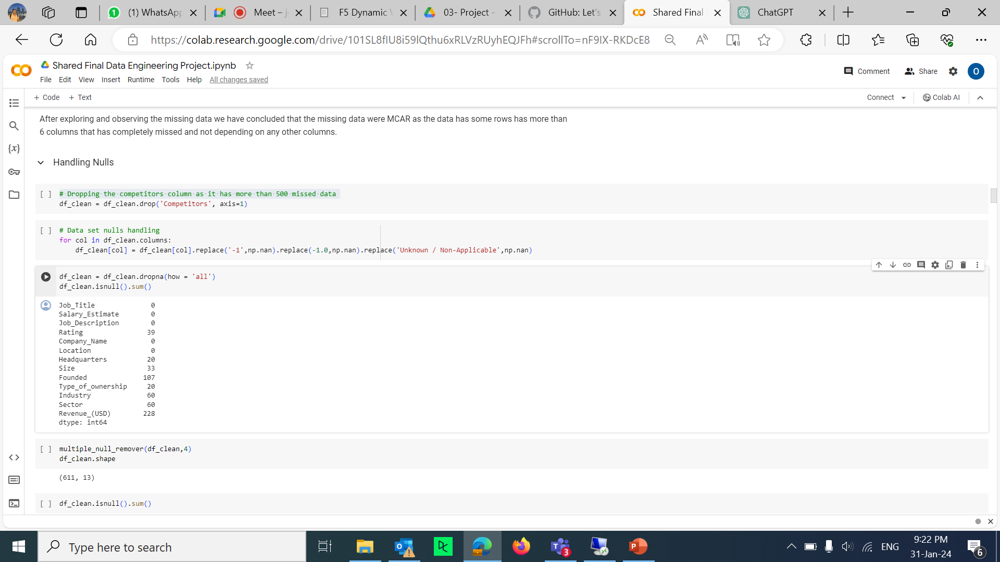 (1) WhatsApp
Meet – j
F5 Dynamic
03- Project -
GitHub: Let's
Shared Final
ChatGPT
https://colab.research.google.com/drive/101SL8fIU8i59lQthu6xRLVzRUyhEQJFh#scrollTo=nF9IX-RKDcE8
Shared Final Data Engineering Project.ipynb
Comment
Share
O
File Edit View Insert Runtime Tools Help All changes saved
+ Code + Text
Connect
Colab AI
After exploring and observing the missing data we have concluded that the missing data were MCAR as the data has some rows has more than
6 columns that has completely missed and not depending on any other columns.
Handling Nulls
[ ] # Dropping the competitors column as it has more than 500 missed data
df_clean = df_clean.drop('Competitors', axis=1)
[ ] # Data set nulls handling
for col in df_clean.columns:
df_clean[col] = df_clean[col].replace('-1',np.nan).replace(-1.0,np.nan).replace('Unknown / Non-Applicable',np.nan)
df_clean = df_clean.dropna(how = 'all')
df_clean.isnull().sum()
Job_Title 0
Salary_Estimate 0
Job_Description 0
Rating 39
Company_Name 0
Location 0
Headquarters 20
Size 33
Founded 107
Type_of_ownership 20
Industry 60
Sector 60
Revenue_(USD) 228
dtype: int64
[ ] multiple_null_remover(df_clean,4)
df_clean.shape
(611, 13)
[ ] df_clean.isnull().sum()
Type here to search
3
ENG
9:22 PM
31-Jan-24
6